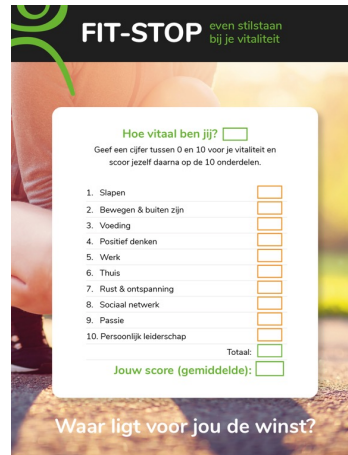 FIT-STOP even stilstaan
bij je vitaliteit
Hoe vitaal ben jij?
Geef een cijfer tussen 0 en 10 voor je vitaliteit en
scoor jezelf daarna op de 10 onderdelen.
1. Slapen
2. Bewegen & buiten zijn
3. Voeding
4. Positief denken
5. Werk
6. Thuis
7. Rust & ontspanning
8. Sociaal netwerk
9. Passie
10. Persoonlijk leiderschap
Totaal:
Jouw score (gemiddelde):
Waar ligt voor jou de winst?